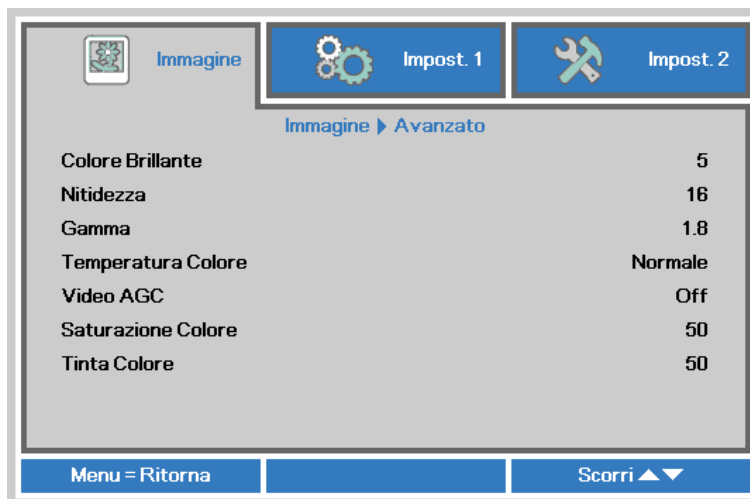 Immagine Impost. 1 Impost. 2
Immagine ▶ Avanzato
Colore Brillante 5
Nitidezza 16
Gamma 1.8
Temperatura Colore Normale
Video AGC Off
Saturazione Colore 50
Tinta Colore 50
Menu = Ritorna Scorri ▲▼